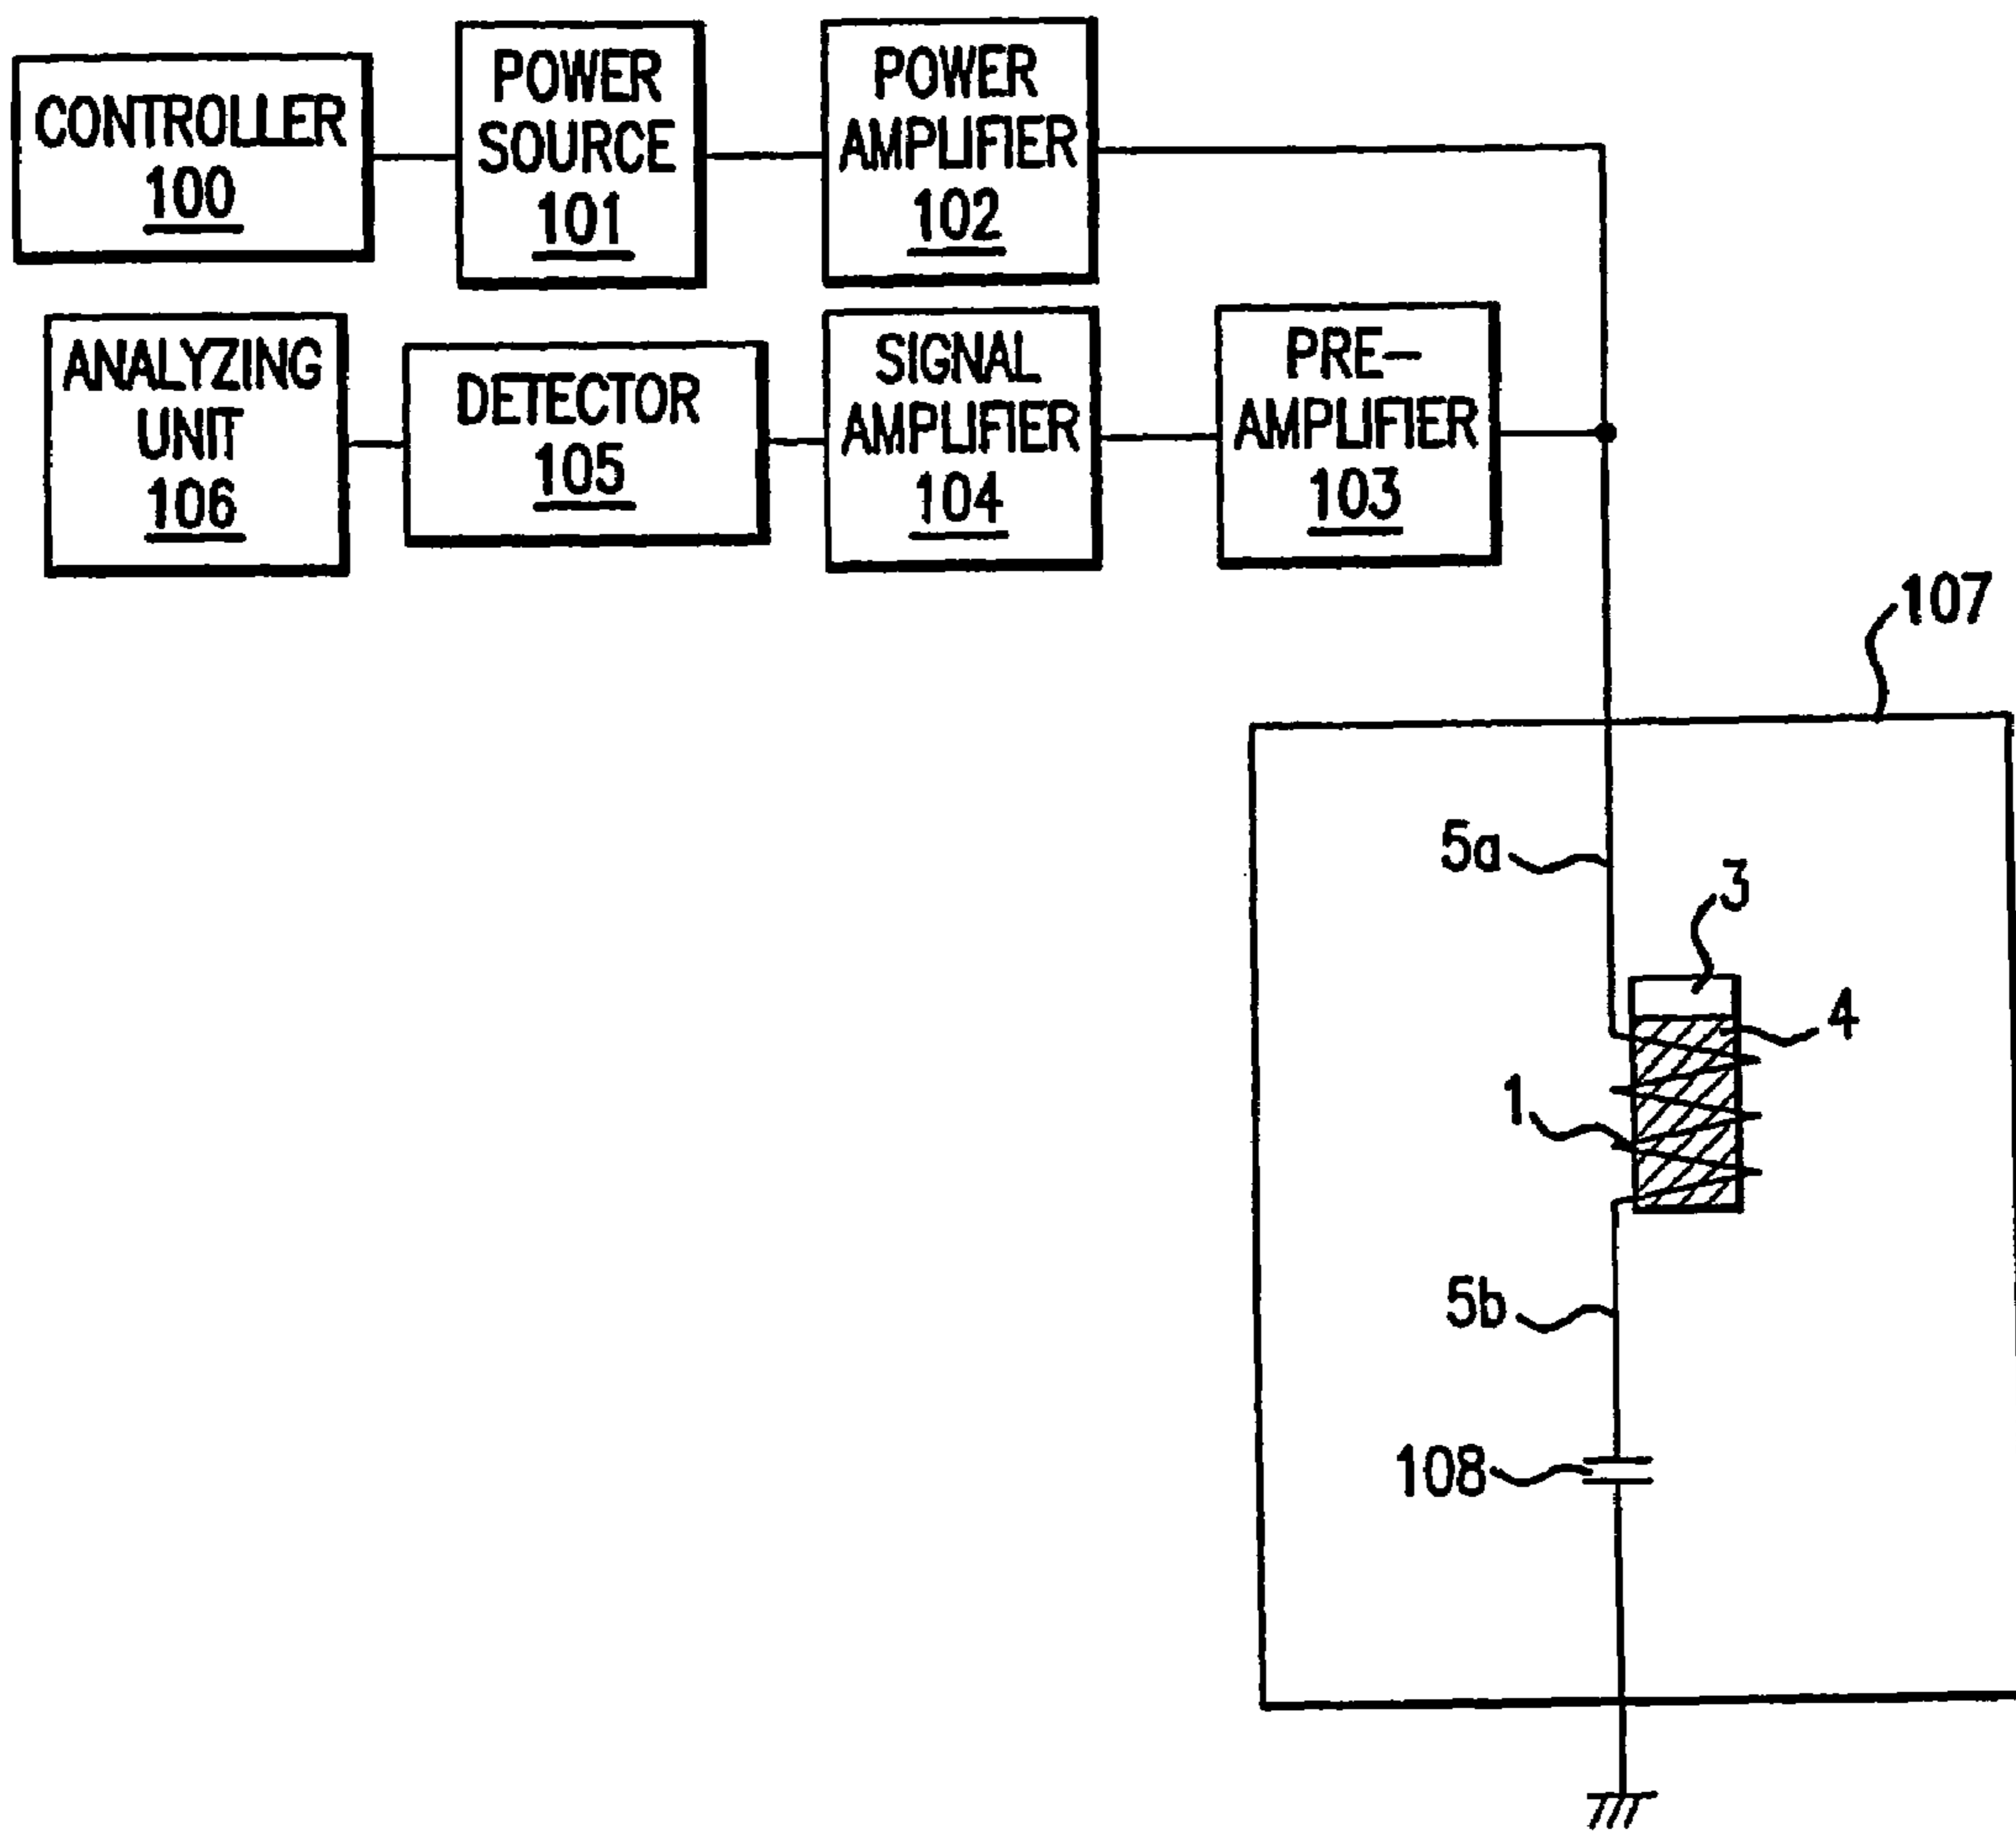 CONTROLLER
100
POWER
SOURCE
101
POWER
AMPLIFIER
102
ANALYZING
UNIT
106
DETECTOR
105
SIGNAL
AMPLIFIER
104
PRE-
AMPLIFIER
103
107
5a
3
4
1
5b
108